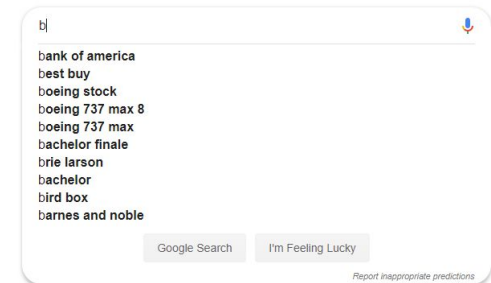 b
bank of america
best buy
boeing stock
boeing 737 max 8
boeing 737 max
bachelor finale
brie larson
bachelor
bird box
barnes and noble
Google Search I'm Feeling Lucky
Report inappropriate predictions